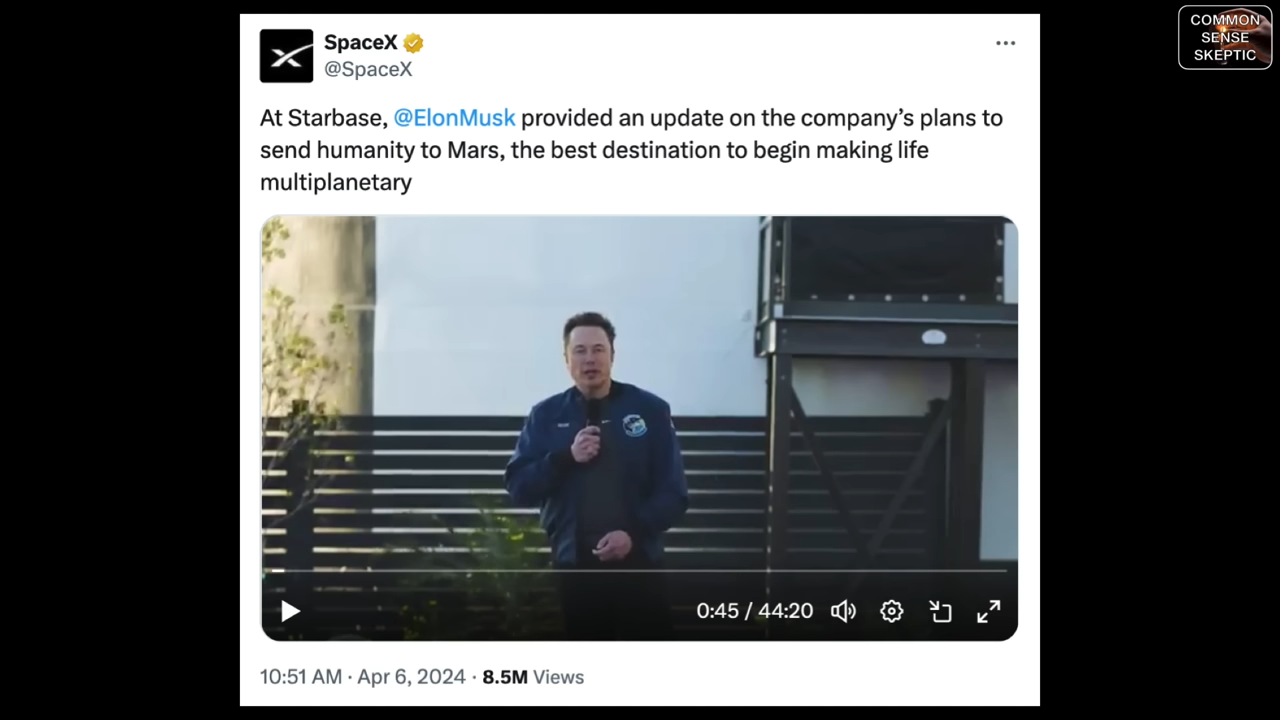 COMMON
SENSE
SKEPTIC
SpaceX
@SpaceX
At Starbase, @ElonMusk provided an update on the company’s plans to
send humanity to Mars, the best destination to begin making life
multiplanetary
0:45 / 44:20
10:51 AM · Apr 6, 2024 · 8.5M Views